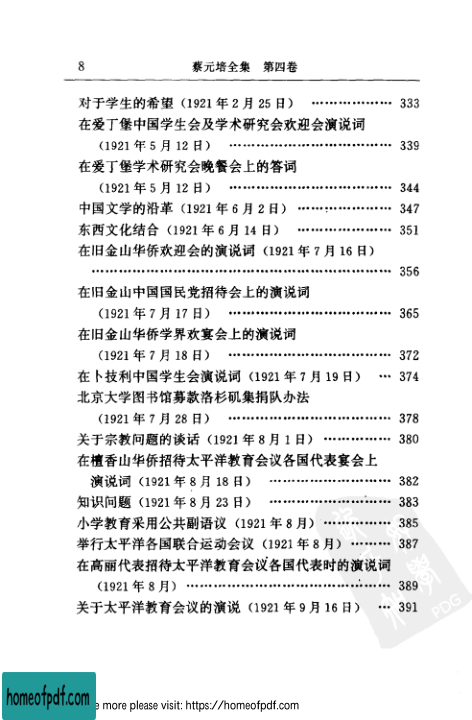 8 蔡元培全集 第四卷
对于学生的希望（1921 年 2 月 25 日） ……………… 333
在爱丁堡中国学生会及学术研究会欢迎会演说词
（1921 年 5 月 12 日） ……………………………… 339
在爱丁堡学术研究会晚餐会上的答词
（1921 年 5 月 12 日） ……………………………… 344
中国文学的沿革（1921 年 6 月 2 日） ……………… 347
东西文化结合（1921 年 6 月 14 日） ……………… 351
在旧金山华侨欢迎会的演说词（1921 年 7 月 16 日）
…………………………………………………………… 356
在旧金山中国国民党招待会上的演说词
（1921 年 7 月 17 日） ……………………………… 365
在旧金山华侨学界欢宴会上的演说词
（1921 年 7 月 18 日） ……………………………… 372
在卜技利中国学生会演说词（1921 年 7 月 19 日） … 374
北京大学图书馆募款洛杉矶集捐队办法
（1921 年 7 月 28 日） ……………………………… 378
关于宗教问题的谈话（1921 年 8 月 1 日） ………… 380
在檀香山华侨招待太平洋教育会议各国代表宴会上
演说词（1921 年 8 月 18 日） ……………………… 382
知识问题（1921 年 8 月 23 日） ……………………… 383
小学教育采用公共副语议（1921 年 8 月） ………… 385
举行太平洋各国联合运动会议（1921 年 8 月） …… 387
在高丽代表招待太平洋教育会议各国代表时的演说词
（1921 年 8 月） ……………………………………… 389
关于太平洋教育会议的演说（1921 年 9 月 16 日） … 391
PDG
homeofpdf.com
e more please visit: https://homeofpdf.com